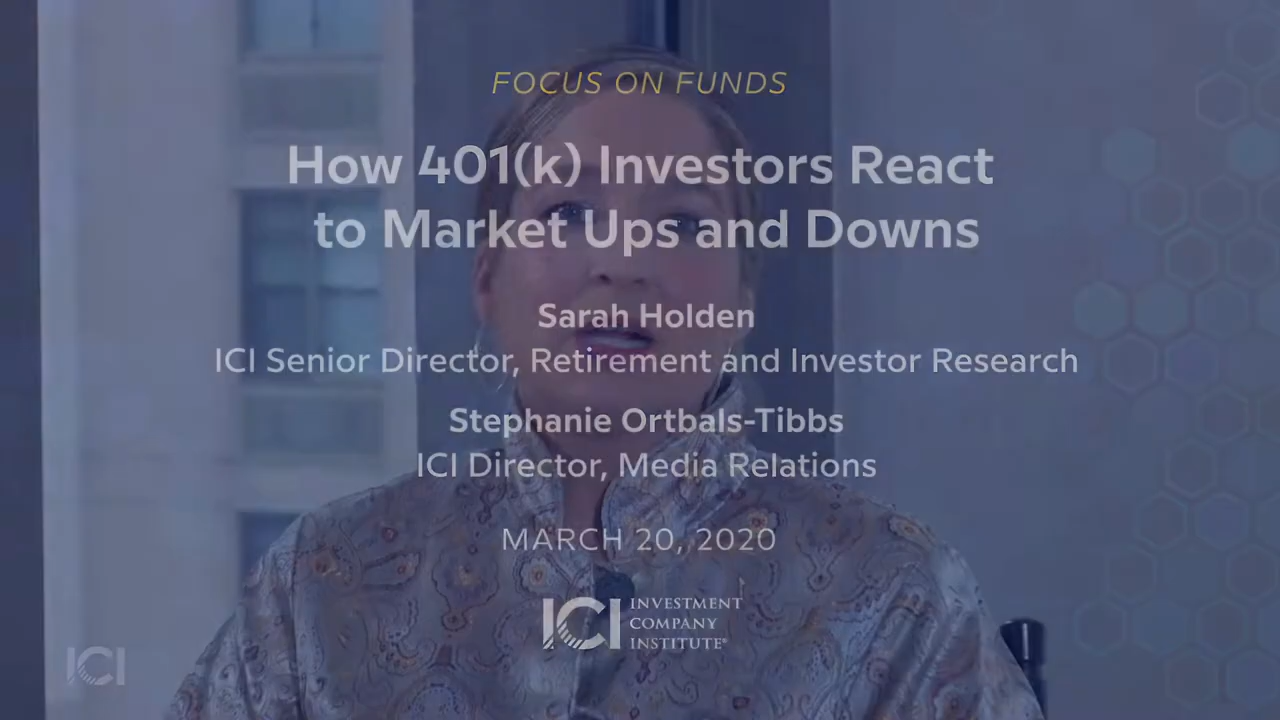 FOCUS ON FUNDS
How 401(k) Investors React
to Market Ups and Downs
Sarah Holden
ICI Senior Director, Retirement and Investor Research
Stephanie Ortbals-Tibbs
ICI Director, Media Relations
MARCH 20, 2020
ICI INVESTMENT
COMPANY
INSTITUTE®
ICI